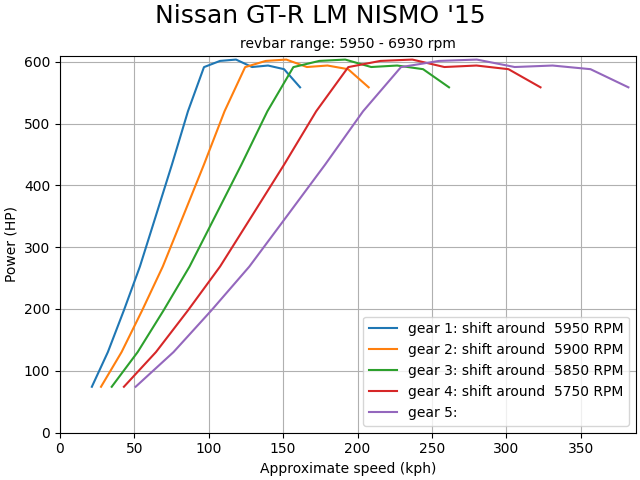 Nissan GT-R LM NISMO '15
revbar range: 5950 - 6930 rpm
600
500
400
300
200
100
0
Power (HP)
gear 1: shift around  5950 RPM
gear 2: shift around  5900 RPM
gear 3: shift around  5850 RPM
gear 4: shift around  5750 RPM
gear 5:
0 50 100 150 200 250 300 350
Approximate speed (kph)